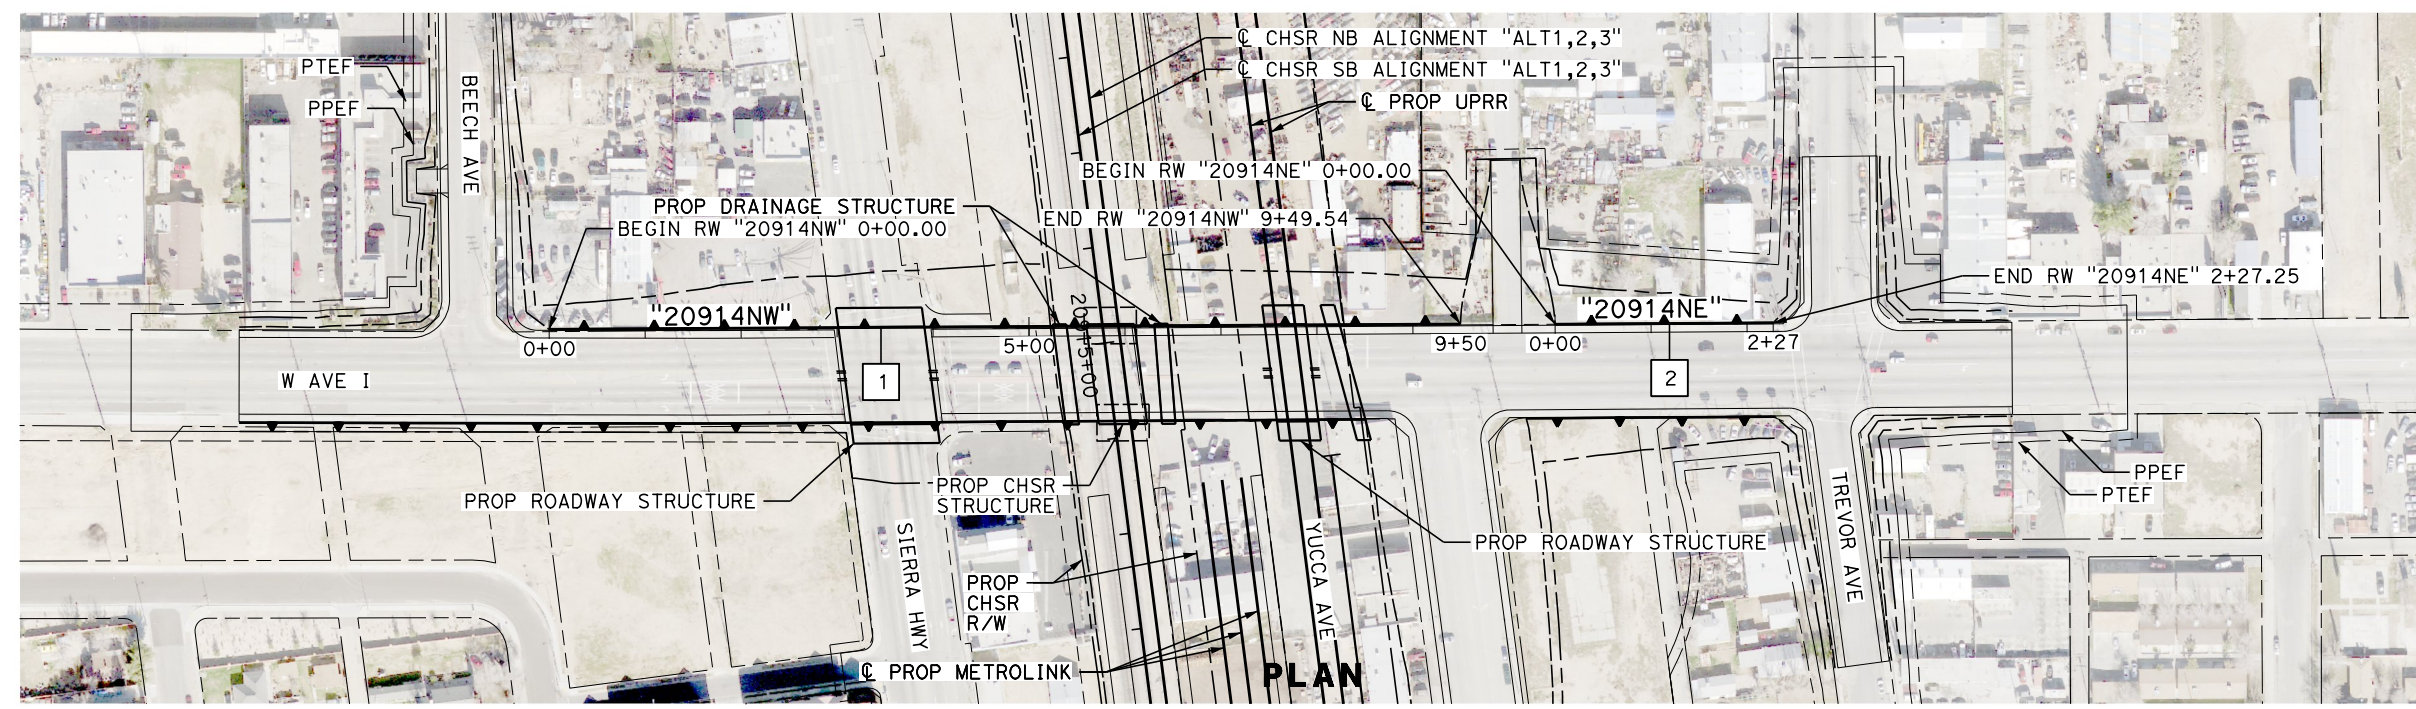 ℄ CHSR NB ALIGNMENT "ALT1,2,3"
℄ CHSR SB ALIGNMENT "ALT1,2,3"
℄ PROP UPRR
PTEF
PPEF
BEECH AVE
BEGIN RW "20914NE" 0+00.00
PROP DRAINAGE STRUCTURE
END RW "20914NW" 9+49.54
BEGIN RW "20914NW" 0+00.00
END RW "20914NE" 2+27.25
"20914NW"
"20914NE"
0+00
5+00
20915+00
9+50
0+00
2+27
W AVE I
1
2
PROP ROADWAY STRUCTURE
PROP CHSR
STRUCTURE
PPEF
PTEF
TREVOR AVE
SIERRA HWY
YUCCA AVE
PROP ROADWAY STRUCTURE
PROP
CHSR
R/W
℄ PROP METROLINK
PLAN